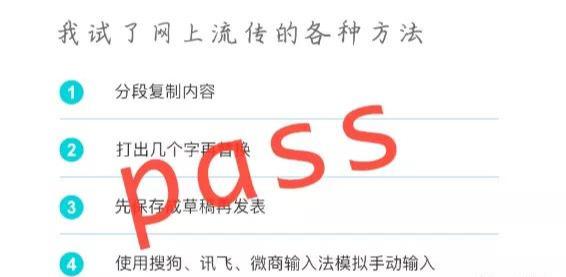 我试了网上流传的各种方法
1 分段复制内容
2 打出几个字再替换
3 先保存成草稿再发表
4 使用搜狗、讯飞、微商输入法模拟手动输入
pass